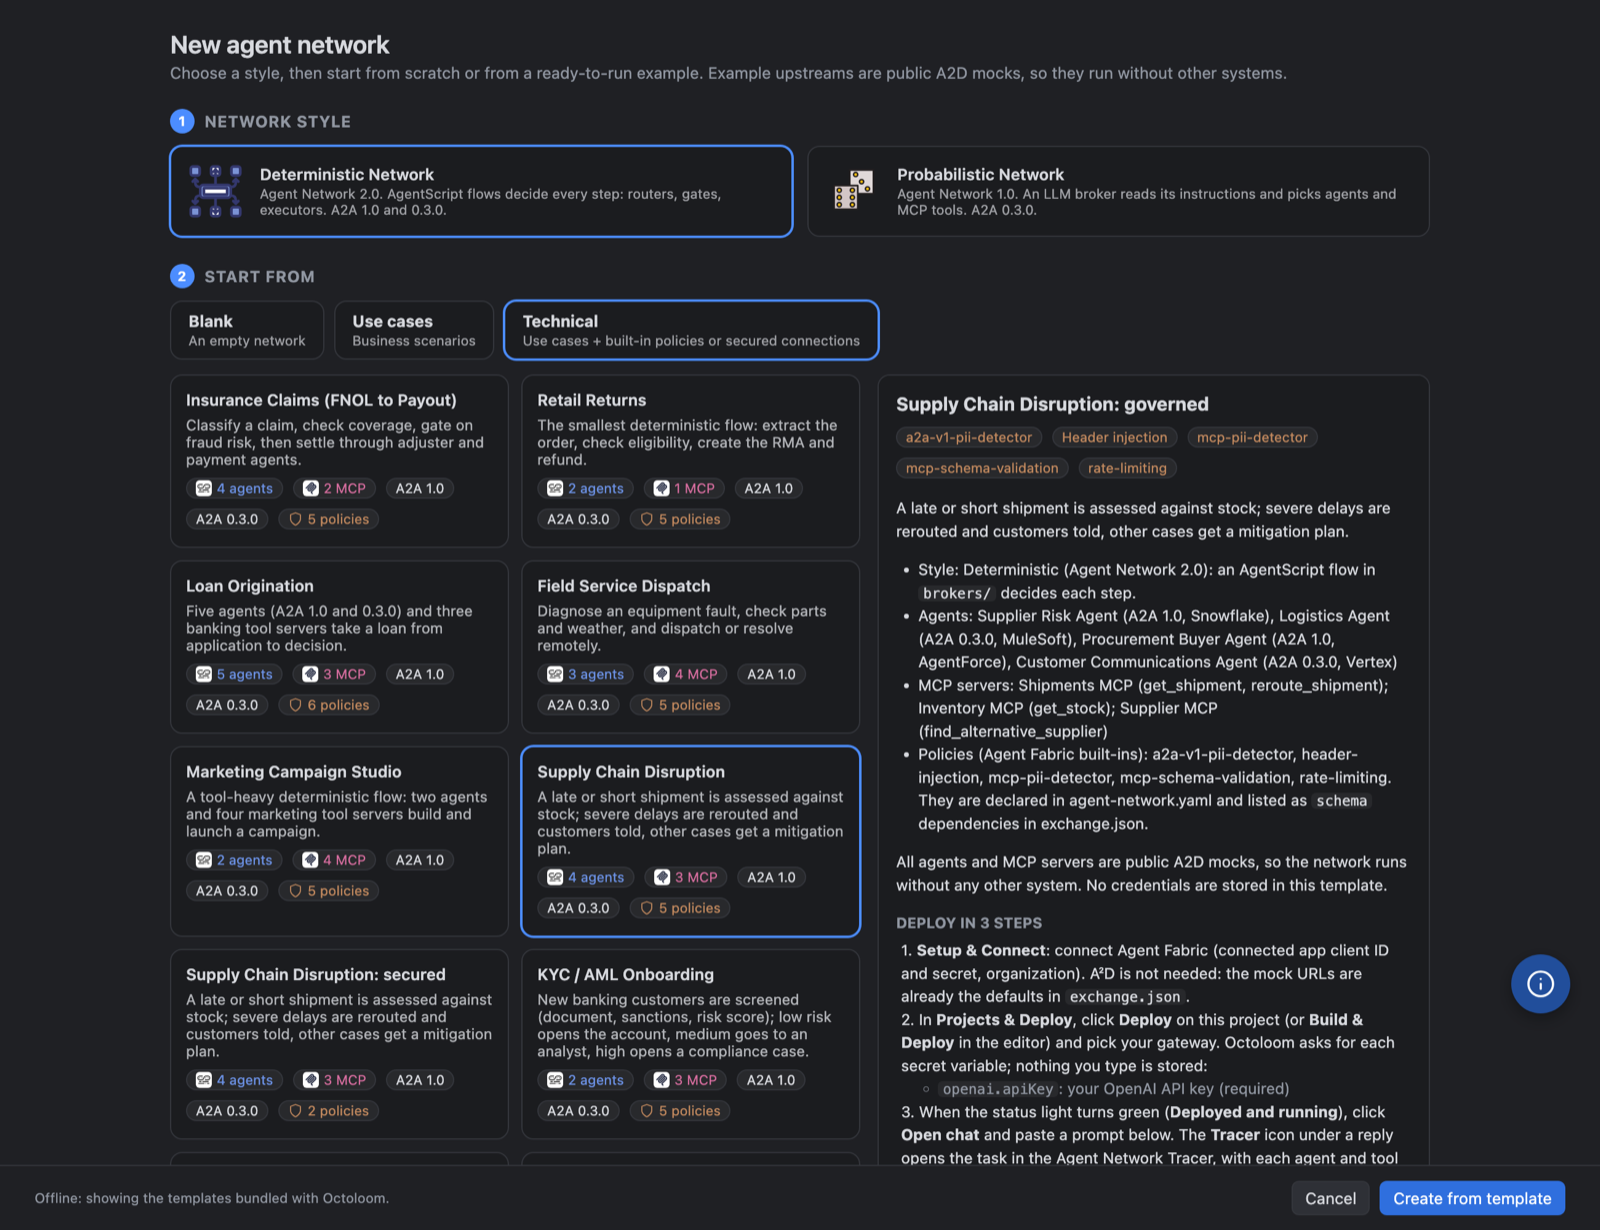 New agent network
Choose a style, then start from scratch or from a ready-to-run example. Example upstreams are public A2D mocks, so they run without other systems.
1 NETWORK STYLE
Deterministic Network
Agent Network 2.0. AgentScript flows decide every step: routers, gates,
executors. A2A 1.0 and 0.3.0.
Probabilistic Network
Agent Network 1.0. An LLM broker reads its instructions and picks agents and
MCP tools. A2A 0.3.0.
2 START FROM
Blank
An empty network
Use cases
Business scenarios
Technical
Use cases + built-in policies or secured connections
Insurance Claims (FNOL to Payout)
Classify a claim, check coverage, gate on
fraud risk, then settle through adjuster and
payment agents.
4 agents 2 MCP A2A 1.0
A2A 0.3.0 5 policies
Retail Returns
The smallest deterministic flow: extract the
order, check eligibility, create the RMA and
refund.
2 agents 1 MCP A2A 1.0
A2A 0.3.0 5 policies
Loan Origination
Five agents (A2A 1.0 and 0.3.0) and three
banking tool servers take a loan from
application to decision.
5 agents 3 MCP A2A 1.0
A2A 0.3.0 6 policies
Field Service Dispatch
Diagnose an equipment fault, check parts
and weather, and dispatch or resolve
remotely.
3 agents 4 MCP A2A 1.0
A2A 0.3.0 5 policies
Marketing Campaign Studio
A tool-heavy deterministic flow: two agents
and four marketing tool servers build and
launch a campaign.
2 agents 4 MCP A2A 1.0
A2A 0.3.0 5 policies
Supply Chain Disruption
A late or short shipment is assessed against
stock; severe delays are rerouted and
customers told, other cases get a mitigation
plan.
4 agents 3 MCP A2A 1.0
A2A 0.3.0 5 policies
Supply Chain Disruption: secured
A late or short shipment is assessed against
stock; severe delays are rerouted and
customers told, other cases get a mitigation
plan.
4 agents 3 MCP A2A 1.0
A2A 0.3.0 2 policies
KYC / AML Onboarding
New banking customers are screened
(document, sanctions, risk score); low risk
opens the account, medium goes to an
analyst, high opens a compliance case.
2 agents 3 MCP A2A 1.0
A2A 0.3.0 5 policies
Supply Chain Disruption: governed
a2a-v1-pii-detector Header injection mcp-pii-detector
mcp-schema-validation rate-limiting
A late or short shipment is assessed against stock; severe delays are
rerouted and customers told, other cases get a mitigation plan.
• Style: Deterministic (Agent Network 2.0): an AgentScript flow in
brokers/ decides each step.
• Agents: Supplier Risk Agent (A2A 1.0, Snowflake), Logistics Agent
(A2A 0.3.0, MuleSoft), Procurement Buyer Agent (A2A 1.0,
AgentForce), Customer Communications Agent (A2A 0.3.0, Vertex)
• MCP servers: Shipments MCP (get_shipment, reroute_shipment);
Inventory MCP (get_stock); Supplier MCP
(find_alternative_supplier)
• Policies (Agent Fabric built-ins): a2a-v1-pii-detector, header-
injection, mcp-pii-detector, mcp-schema-validation, rate-limiting.
They are declared in agent-network.yaml and listed as schema
dependencies in exchange.json.
All agents and MCP servers are public A2D mocks, so the network runs
without any other system. No credentials are stored in this template.
DEPLOY IN 3 STEPS
1. Setup & Connect: connect Agent Fabric (connected app client ID
and secret, organization). A²D is not needed: the mock URLs are
already the defaults in exchange.json.
2. In Projects & Deploy, click Deploy on this project (or Build &
Deploy in the editor) and pick your gateway. Octoloom asks for each
secret variable; nothing you type is stored:
◦ openai.apiKey: your OpenAI API key (required)
3. When the status light turns green (Deployed and running), click
Open chat and paste a prompt below. The Tracer icon under a reply
opens the task in the Agent Network Tracer, with each agent and tool
Offline: showing the templates bundled with Octoloom.
Cancel
Create from template